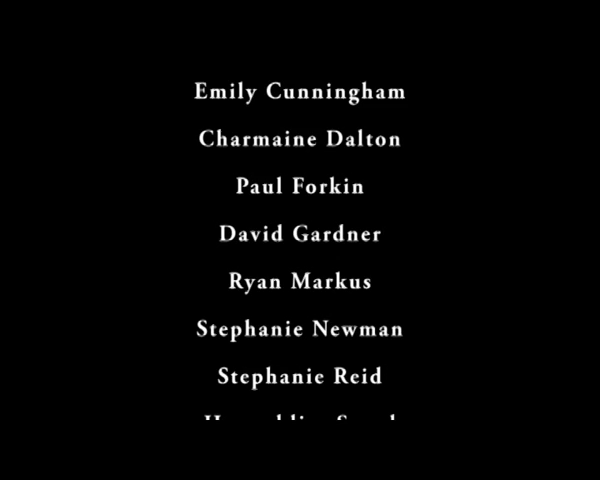 Emily Cunningham
Charmaine Dalton
Paul Forkin
David Gardner
Ryan Markus
Stephanie Newman
Stephanie Reid